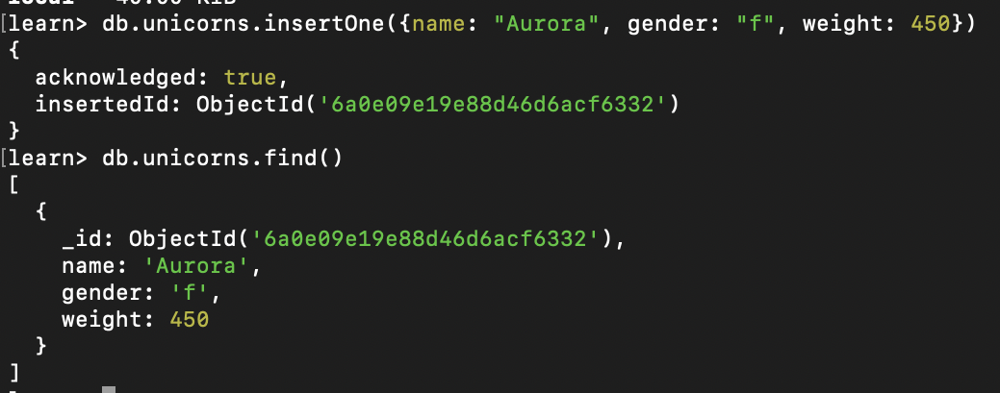 [learn> db.unicorns.insertOne({name: "Aurora", gender: "f", weight: 450})
{
  acknowledged: true,
  insertedId: ObjectId('6a0e09e19e88d46d6acf6332')
}
[learn> db.unicorns.find()
[
  {
    _id: ObjectId('6a0e09e19e88d46d6acf6332'),
    name: 'Aurora',
    gender: 'f',
    weight: 450
  }
]